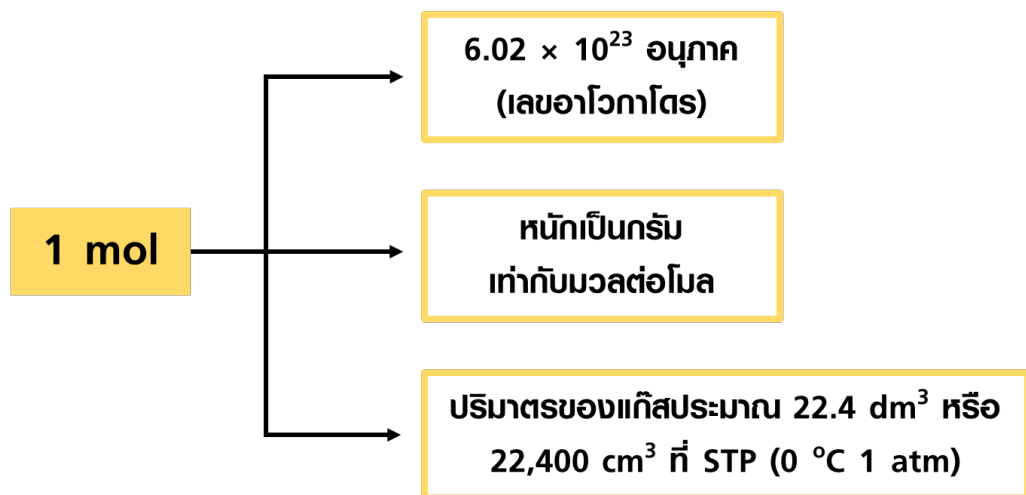 1 mol
6.02 × 10²³ อนุภาค
(เลขอาโวกาโดร)
หนักเป็นกรัม
เท่ากับมวลต่อโมล
ปริมาตรของแก๊สประมาณ 22.4 dm³ หรือ
22,400 cm³ ที่ STP (0 °C 1 atm)